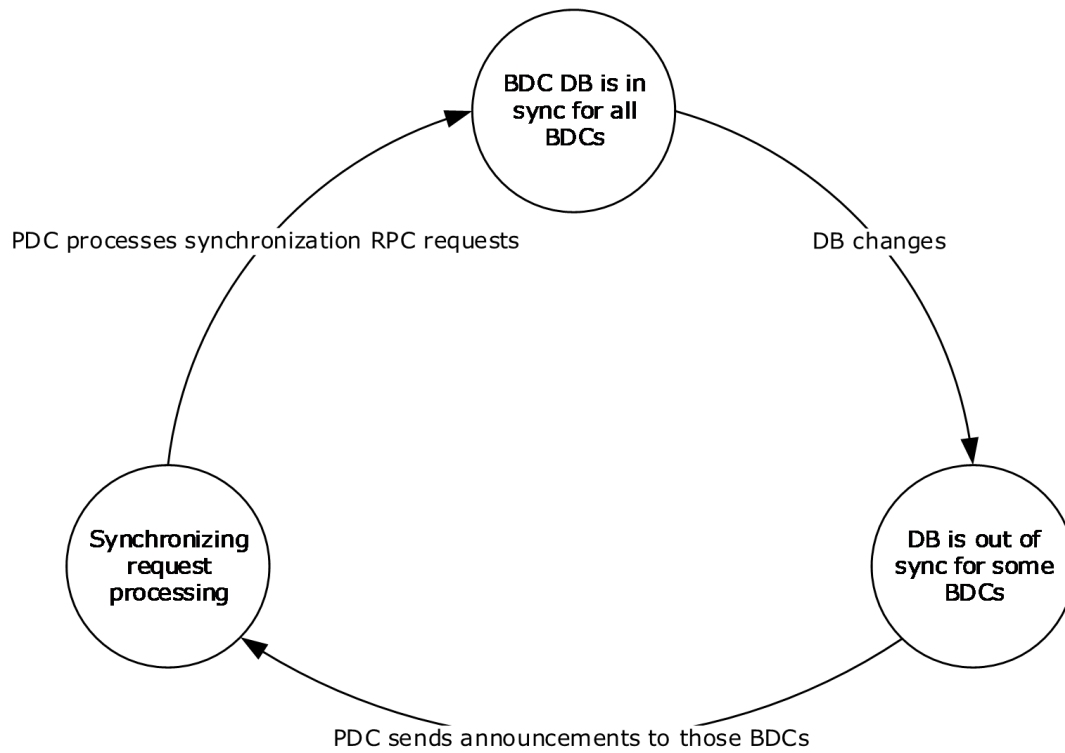 BDC DB is in
sync for all
BDCs
PDC processes synchronization RPC requests
DB changes
Synchronizing
request
processing
DB is out of
sync for some
BDCs
PDC sends announcements to those BDCs